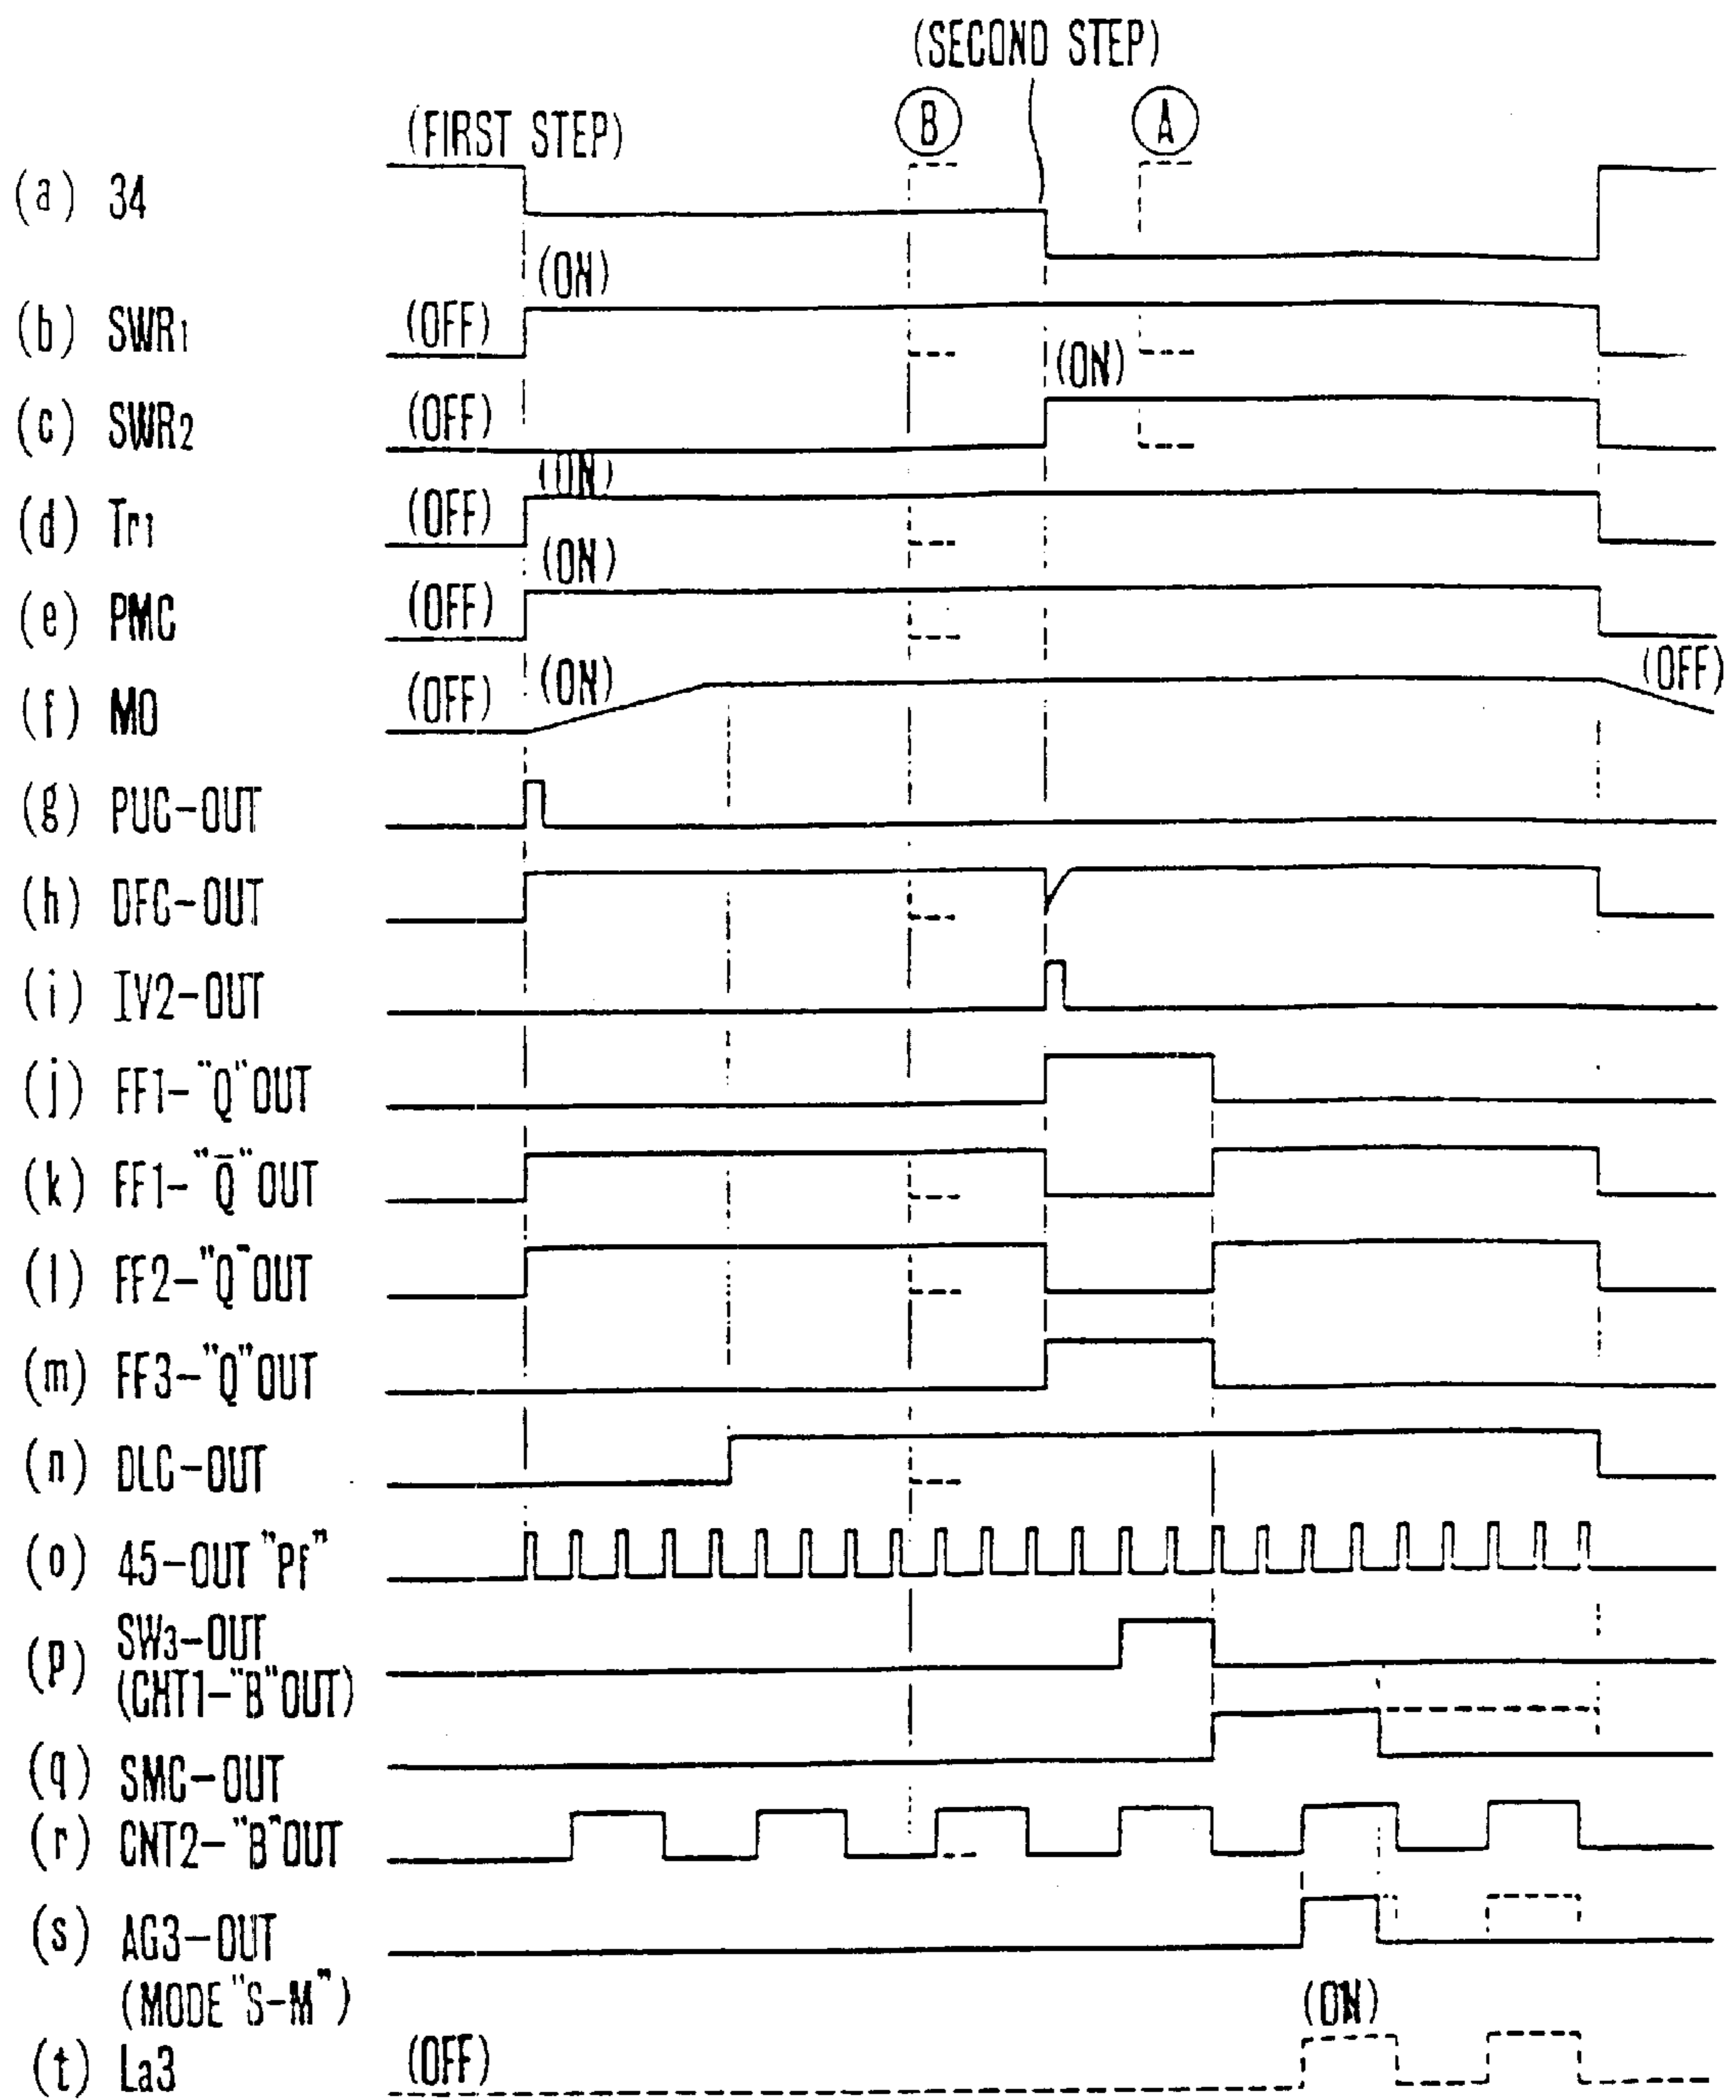 (SECOND STEP)
(FIRST STEP)
B
A
(a) 34
(ON)
(b) SWR1
(OFF)
(ON)
(c) SWR2
(OFF)
(ON)
(d) Tr1
(OFF)
(ON)
(e) PMC
(OFF)
(f) MO
(OFF)
(ON)
(OFF)
(g) PUC-OUT
(h) DFC-OUT
(i) IV2-OUT
(j) FF1-"Q"OUT
(k) FF1-"Q̄"OUT
(l) FF2-"Q"OUT
(m) FF3-"Q"OUT
(n) DLC-OUT
(o) 45-OUT "Pf"
(p) SW3-OUT
(CHT1-"B"OUT)
(q) SMC-OUT
(r) CNT2-"B"OUT
(s) AG3-OUT
(MODE "S-M")
(ON)
(t) La3
(OFF)